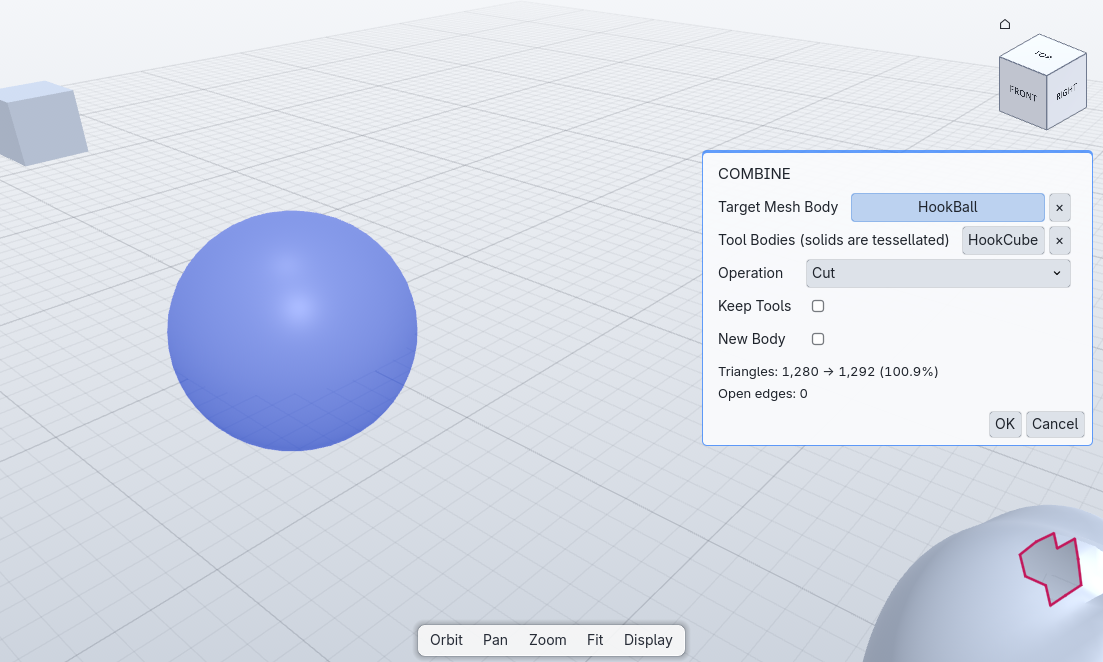 TOP
FRONT
RIGHT
COMBINE
Target Mesh Body HookBall ×
Tool Bodies (solids are tessellated) HookCube ×
Operation Cut
Keep Tools
New Body
Triangles: 1,280 → 1,292 (100.9%)
Open edges: 0
OK Cancel
Orbit Pan Zoom Fit Display